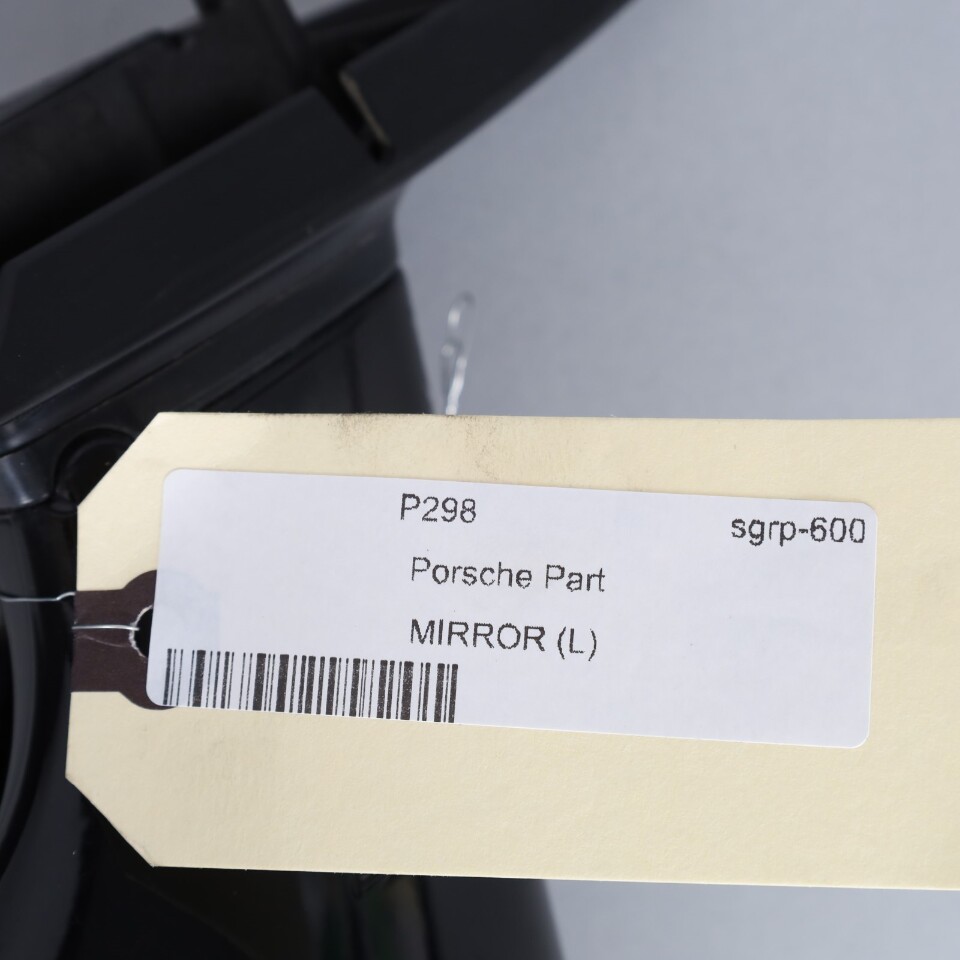 P298
sgrp-600
Porsche Part
MIRROR (L)